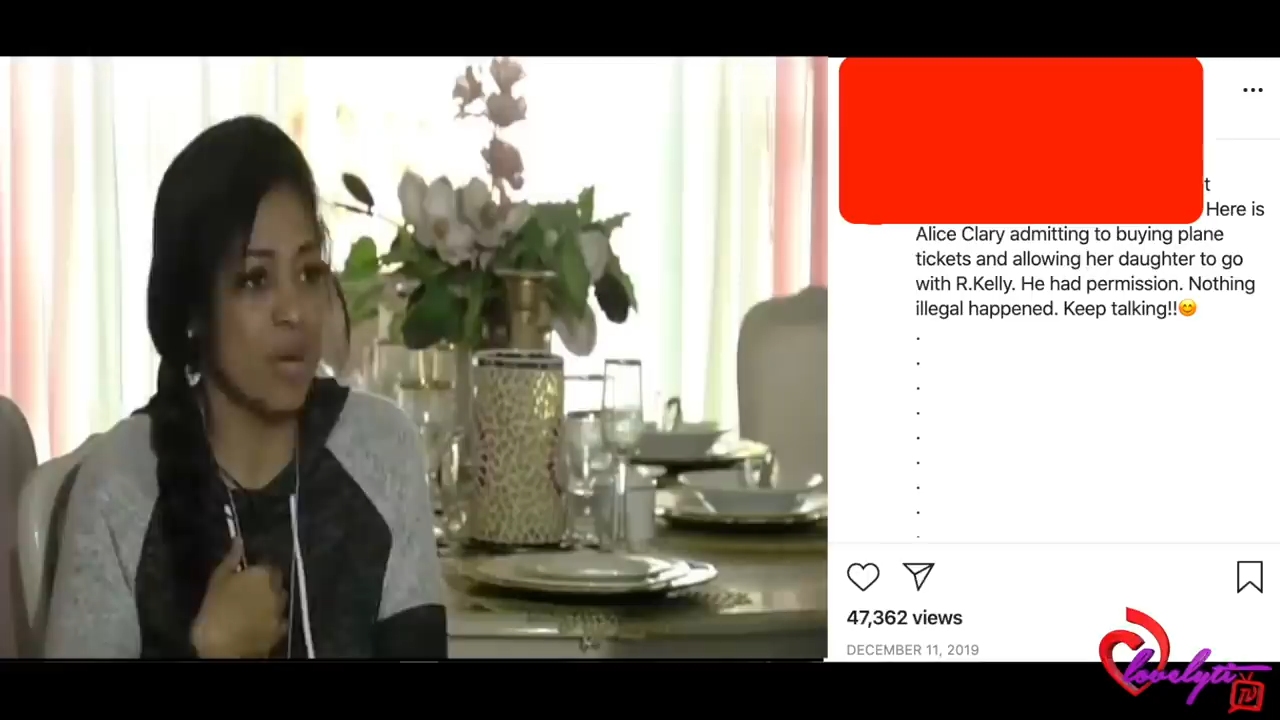 t
Here is
Alice Clary admitting to buying plane
tickets and allowing her daughter to go
with R.Kelly. He had permission. Nothing
illegal happened. Keep talking!!😊
.
.
.
.
.
.
.
.
.
47,362 views
DECEMBER 11, 2019
lovelyti
TV